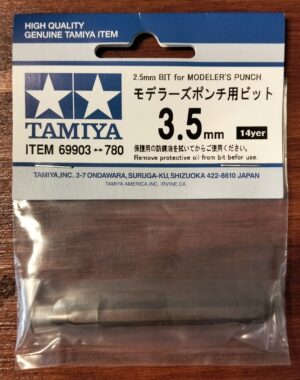 HIGH QUALITY
GENUINE TAMIYA ITEM
2.5mm BIT for MODELER'S PUNCH
モデラーズポンチ用ビット
3.5mm 14yer
TAMIYA
ITEM 69903**780
保護用の防錆油を拭いてからご使用ください。
Remove protective oil from bit befor use.
TAMIYA,INC. 3-7 ONDAWARA, SURUGA-KU, SHIZUOKA 422-8610 JAPAN
TAMIYA AMERICA,INC. IRVINE,CA